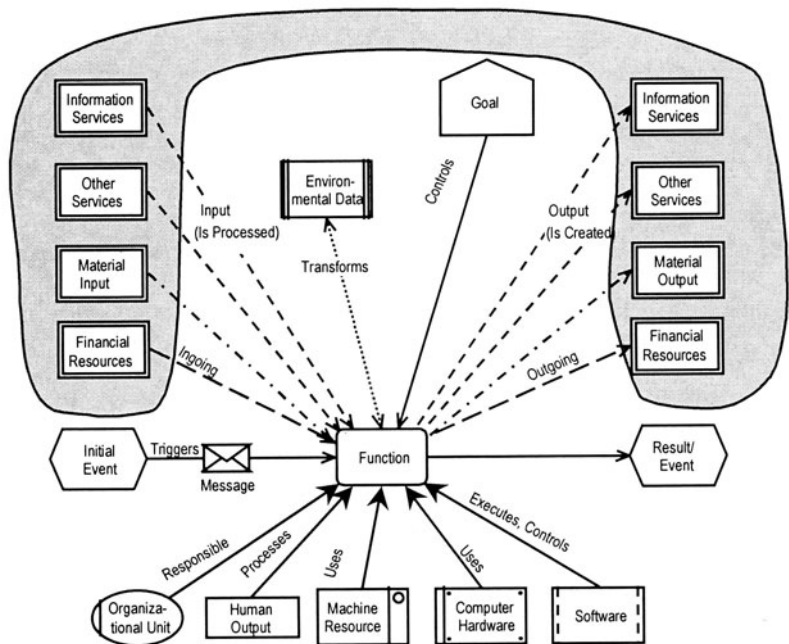 Information
Services
Goal
Information
Services
Other
Services
Environ-
mental Data
Controls
Other
Services
Input
(Is Processed)
Output
(Is Created)
Material
Input
Transforms
Material
Output
Financial
Resources
Ingoing
Outgoing
Financial
Resources
Initial
Event
Triggers
Message
Function
Result/
Event
Responsible
Processes
Uses
Uses
Executes, Controls
Organiza-
tional Unit
Human
Output
Machine
Resource
Computer
Hardware
Software